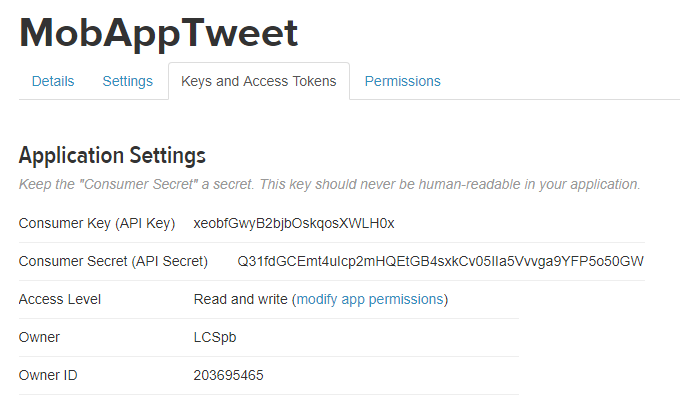 MobAppTweet
Details Settings Keys and Access Tokens Permissions
Application Settings
Keep the "Consumer Secret" a secret. This key should never be human-readable in your application.
Consumer Key (API Key) xeobfGwyB2bjbOskqosXWLH0x
Consumer Secret (API Secret) Q31fdGCEmt4uIcp2mHQEtGB4sxkCv05IIa5Vvvga9YFP5o50GW
Access Level Read and write (modify app permissions)
Owner LCSpb
Owner ID 203695465